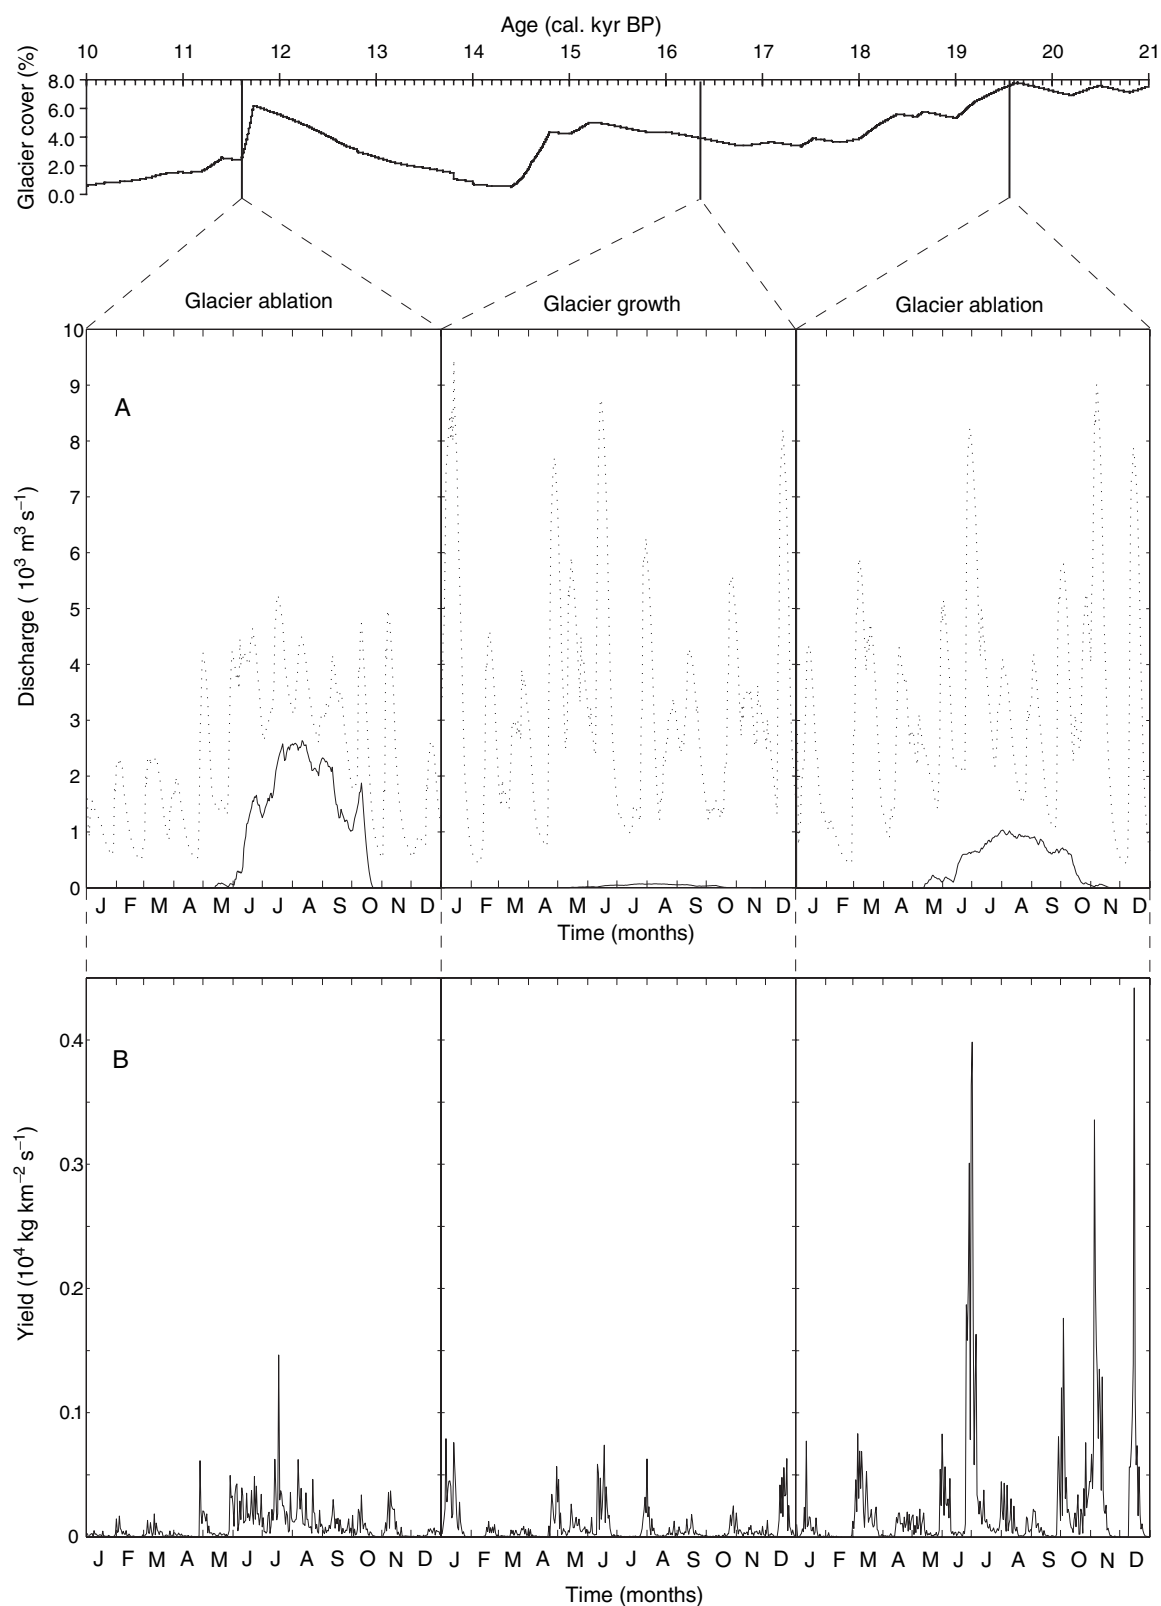 Age (cal. kyr BP)
10 11 12 13 14 15 16 17 18 19 20 21
Glacier cover (%)
8.0
6.0
4.0
2.0
0.0
Glacier ablation Glacier growth Glacier ablation
A
Discharge ( 10³ m³ s⁻¹)
10
9
8
7
6
5
4
3
2
1
0
J F M A M J J A S O N D J F M A M J J A S O N D J F M A M J J A S O N D
Time (months)
B
Yield (10⁴ kg km⁻² s⁻¹)
0.4
0.3
0.2
0.1
0
J F M A M J J A S O N D J F M A M J J A S O N D J F M A M J J A S O N D
Time (months)